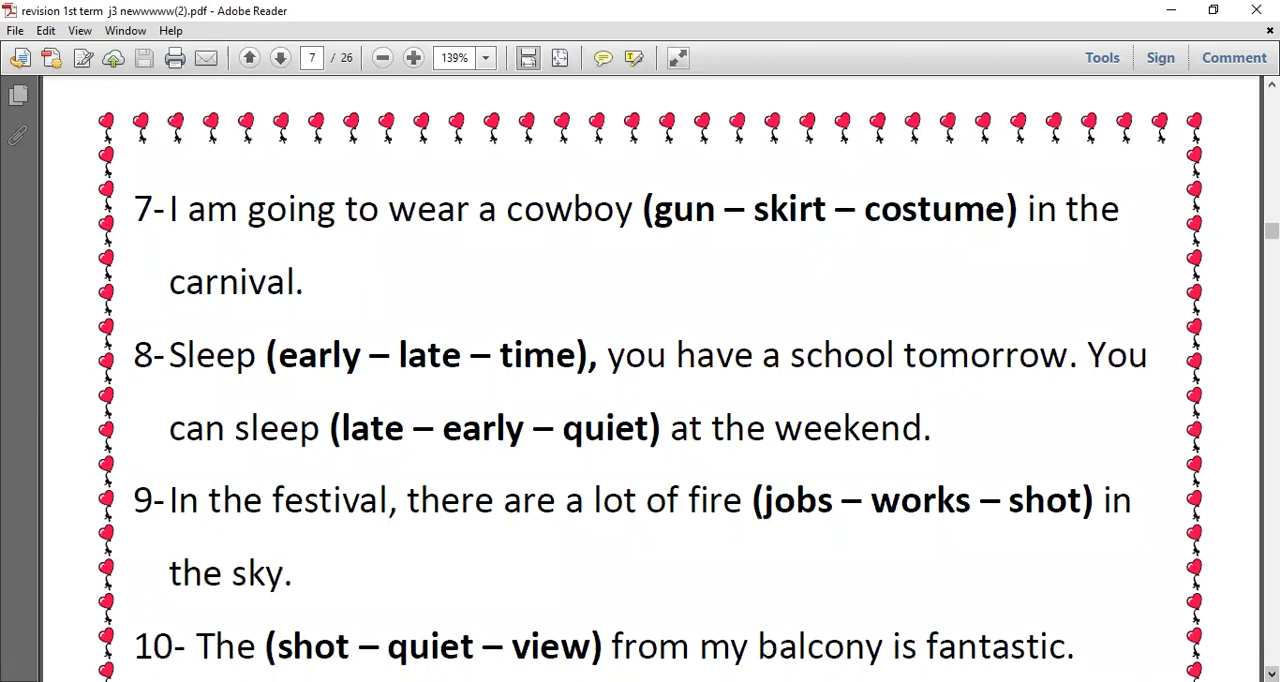 revision 1st term j3 newwwww(2).pdf - Adobe Reader
File Edit View Window Help
7 / 26 139% Tools Sign Comment
7- I am going to wear a cowboy (gun – skirt – costume) in the
carnival.
8- Sleep (early – late – time), you have a school tomorrow. You
can sleep (late – early – quiet) at the weekend.
9- In the festival, there are a lot of fire (jobs – works – shot) in
the sky.
10- The (shot – quiet – view) from my balcony is fantastic.